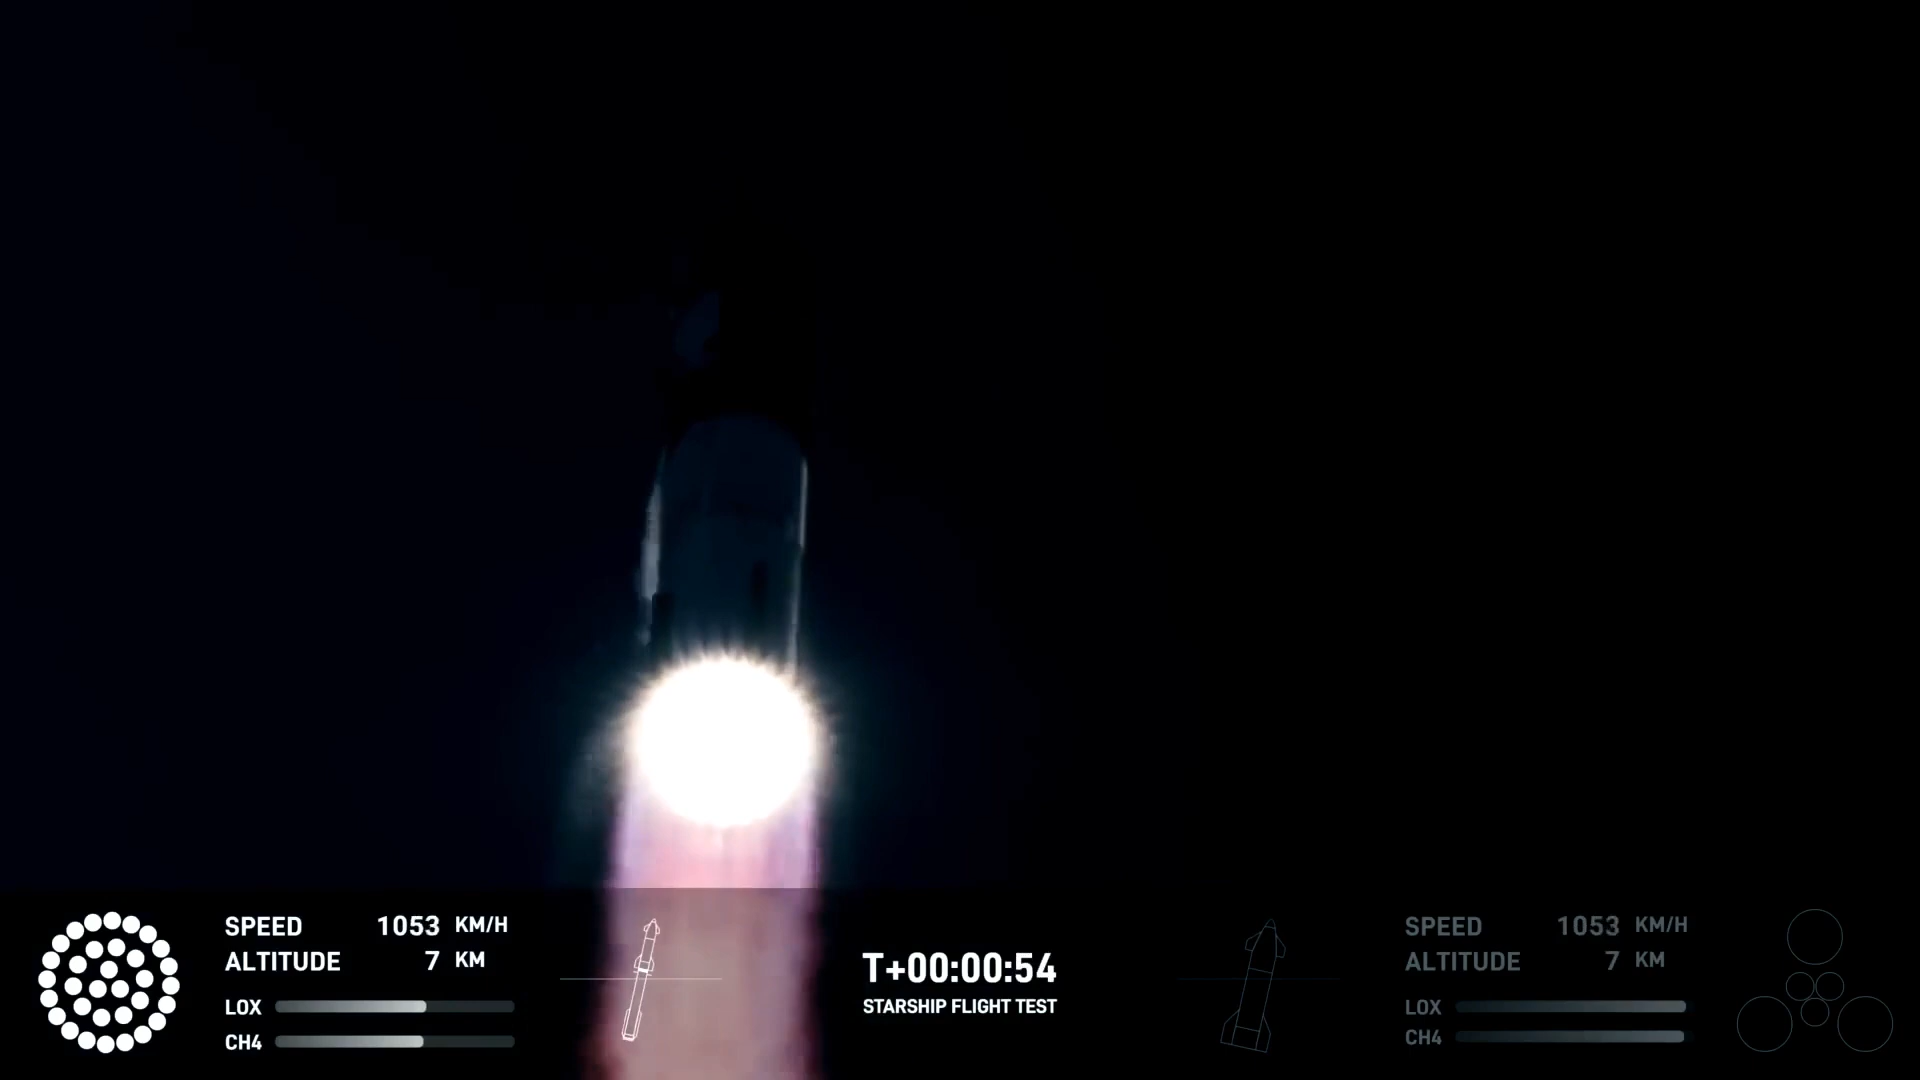 SPEED 1053 KM/H
ALTITUDE 7 KM
LOX
CH4
T+00:00:54
STARSHIP FLIGHT TEST
SPEED 1053 KM/H
ALTITUDE 7 KM
LOX
CH4